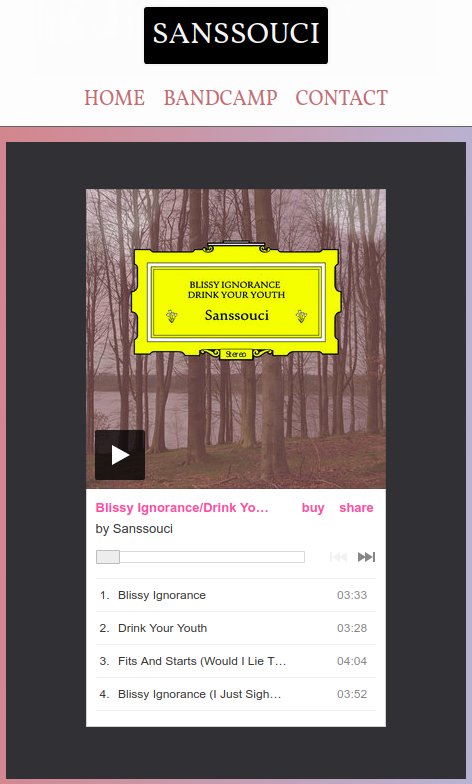 SANSSOUCI
HOME BANDCAMP CONTACT
BLISSY IGNORANCE
DRINK YOUR YOUTH
Sanssouci
Stereo
Blissy Ignorance/Drink Yo… buy share
by Sanssouci
1. Blissy Ignorance 03:33
2. Drink Your Youth 03:28
3. Fits And Starts (Would I Lie T… 04:04
4. Blissy Ignorance (I Just Sigh… 03:52